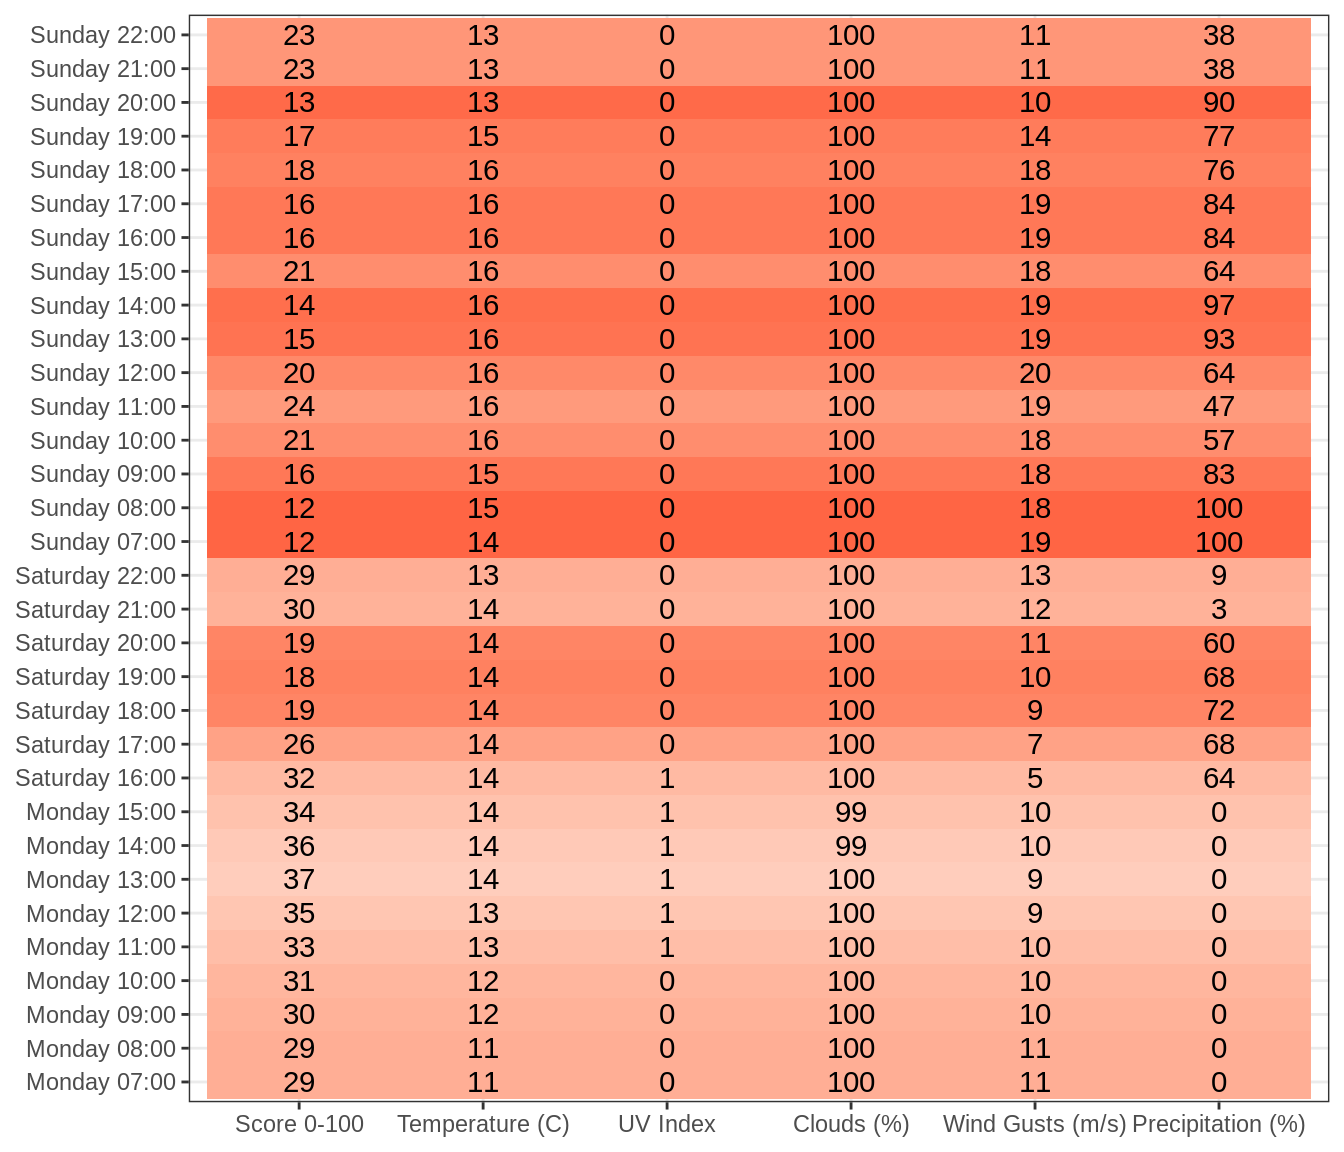 Sunday 22:00 23 13 0 100 11 38
Sunday 21:00 23 13 0 100 11 38
Sunday 20:00 13 13 0 100 10 90
Sunday 19:00 17 15 0 100 14 77
Sunday 18:00 18 16 0 100 18 76
Sunday 17:00 16 16 0 100 19 84
Sunday 16:00 16 16 0 100 19 84
Sunday 15:00 21 16 0 100 18 64
Sunday 14:00 14 16 0 100 19 97
Sunday 13:00 15 16 0 100 19 93
Sunday 12:00 20 16 0 100 20 64
Sunday 11:00 24 16 0 100 19 47
Sunday 10:00 21 16 0 100 18 57
Sunday 09:00 16 15 0 100 18 83
Sunday 08:00 12 15 0 100 18 100
Sunday 07:00 12 14 0 100 19 100
Saturday 22:00 29 13 0 100 13 9
Saturday 21:00 30 14 0 100 12 3
Saturday 20:00 19 14 0 100 11 60
Saturday 19:00 18 14 0 100 10 68
Saturday 18:00 19 14 0 100 9 72
Saturday 17:00 26 14 0 100 7 68
Saturday 16:00 32 14 1 100 5 64
Monday 15:00 34 14 1 99 10 0
Monday 14:00 36 14 1 99 10 0
Monday 13:00 37 14 1 100 9 0
Monday 12:00 35 13 1 100 9 0
Monday 11:00 33 13 1 100 10 0
Monday 10:00 31 12 0 100 10 0
Monday 09:00 30 12 0 100 10 0
Monday 08:00 29 11 0 100 11 0
Monday 07:00 29 11 0 100 11 0
Score 0-100 Temperature (C) UV Index Clouds (%) Wind Gusts (m/s) Precipitation (%)